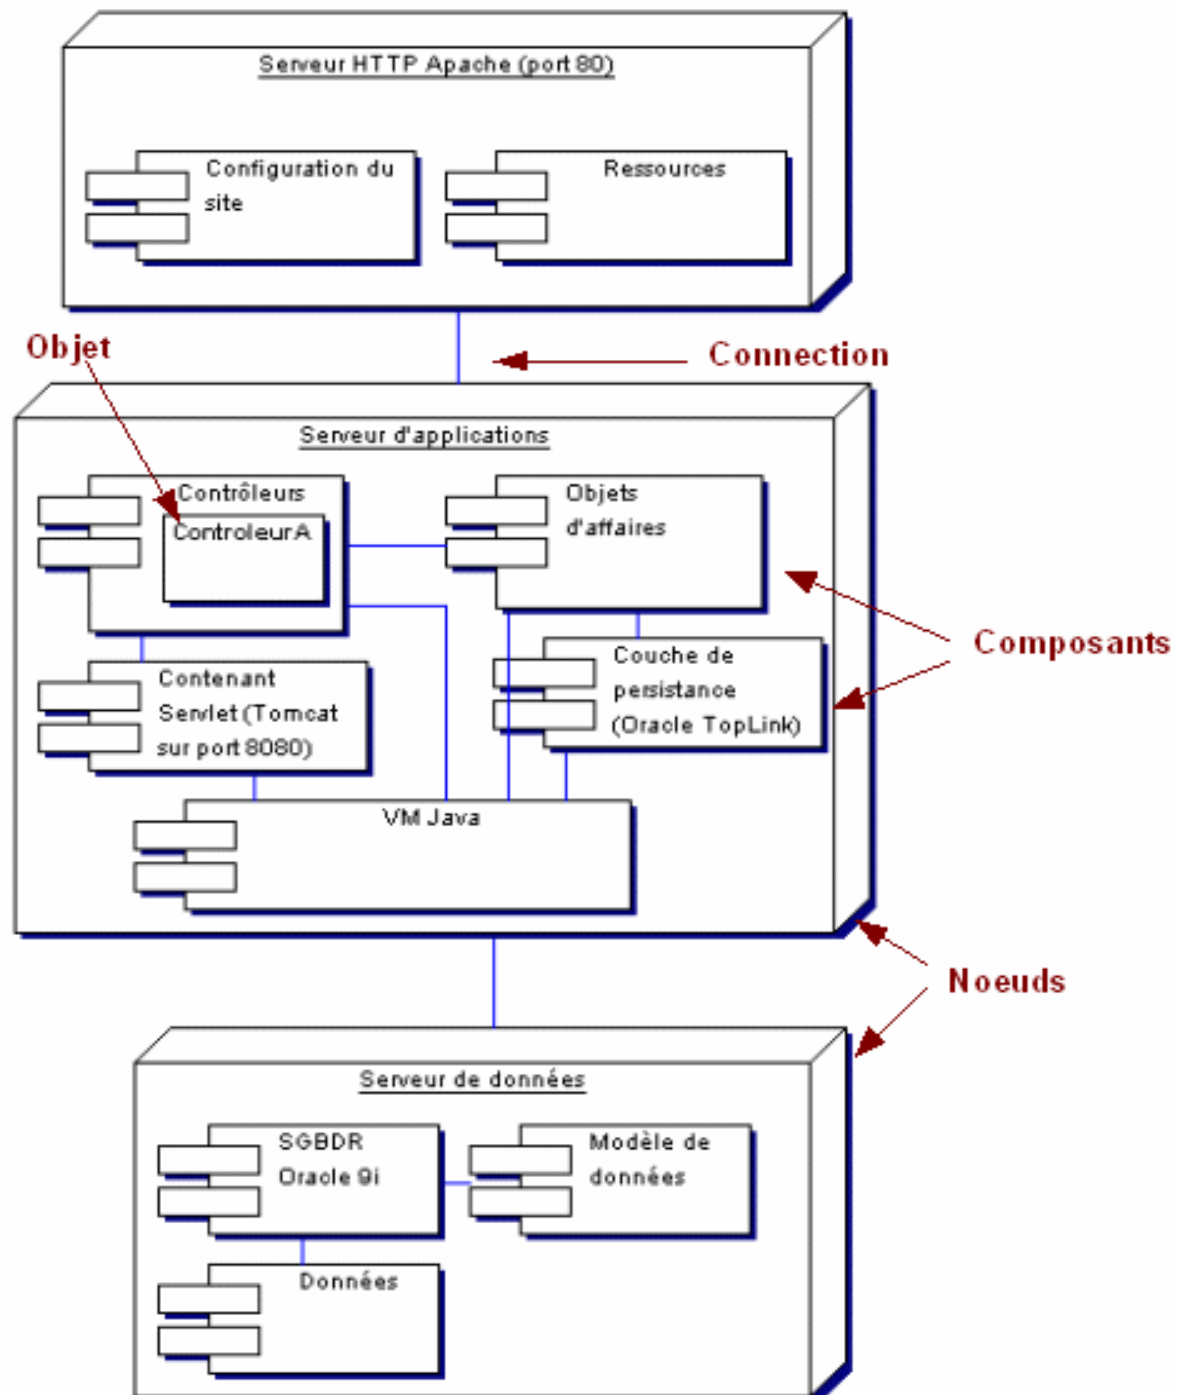 Serveur HTTP Apache (port 80)
Configuration du
site
Ressources
Objet
Connection
Serveur d'applications
Contrôleurs
ControleurA
Objets
d'affaires
Composants
Contenant
Servlet (Tomcat
sur port 8080)
Couche de
persistance
(Oracle TopLink)
VM Java
Noeuds
Serveur de données
SGBDR
Oracle 9i
Modèle de
données
Données